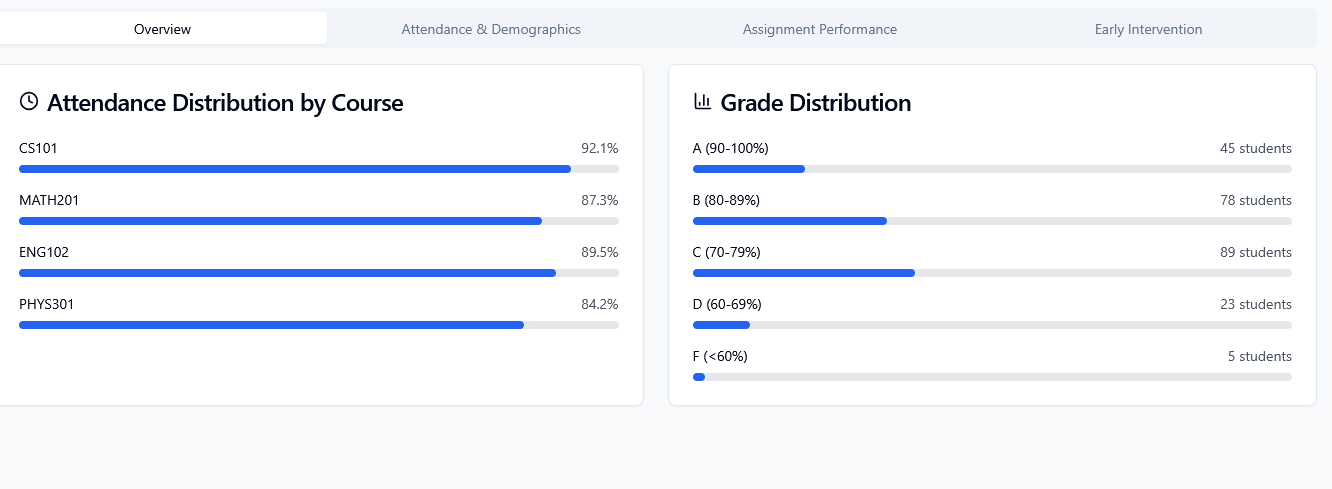 Overview
Attendance & Demographics
Assignment Performance
Early Intervention
Attendance Distribution by Course
CS101 92.1%
MATH201 87.3%
ENG102 89.5%
PHYS301 84.2%
Grade Distribution
A (90-100%) 45 students
B (80-89%) 78 students
C (70-79%) 89 students
D (60-69%) 23 students
F (<60%) 5 students